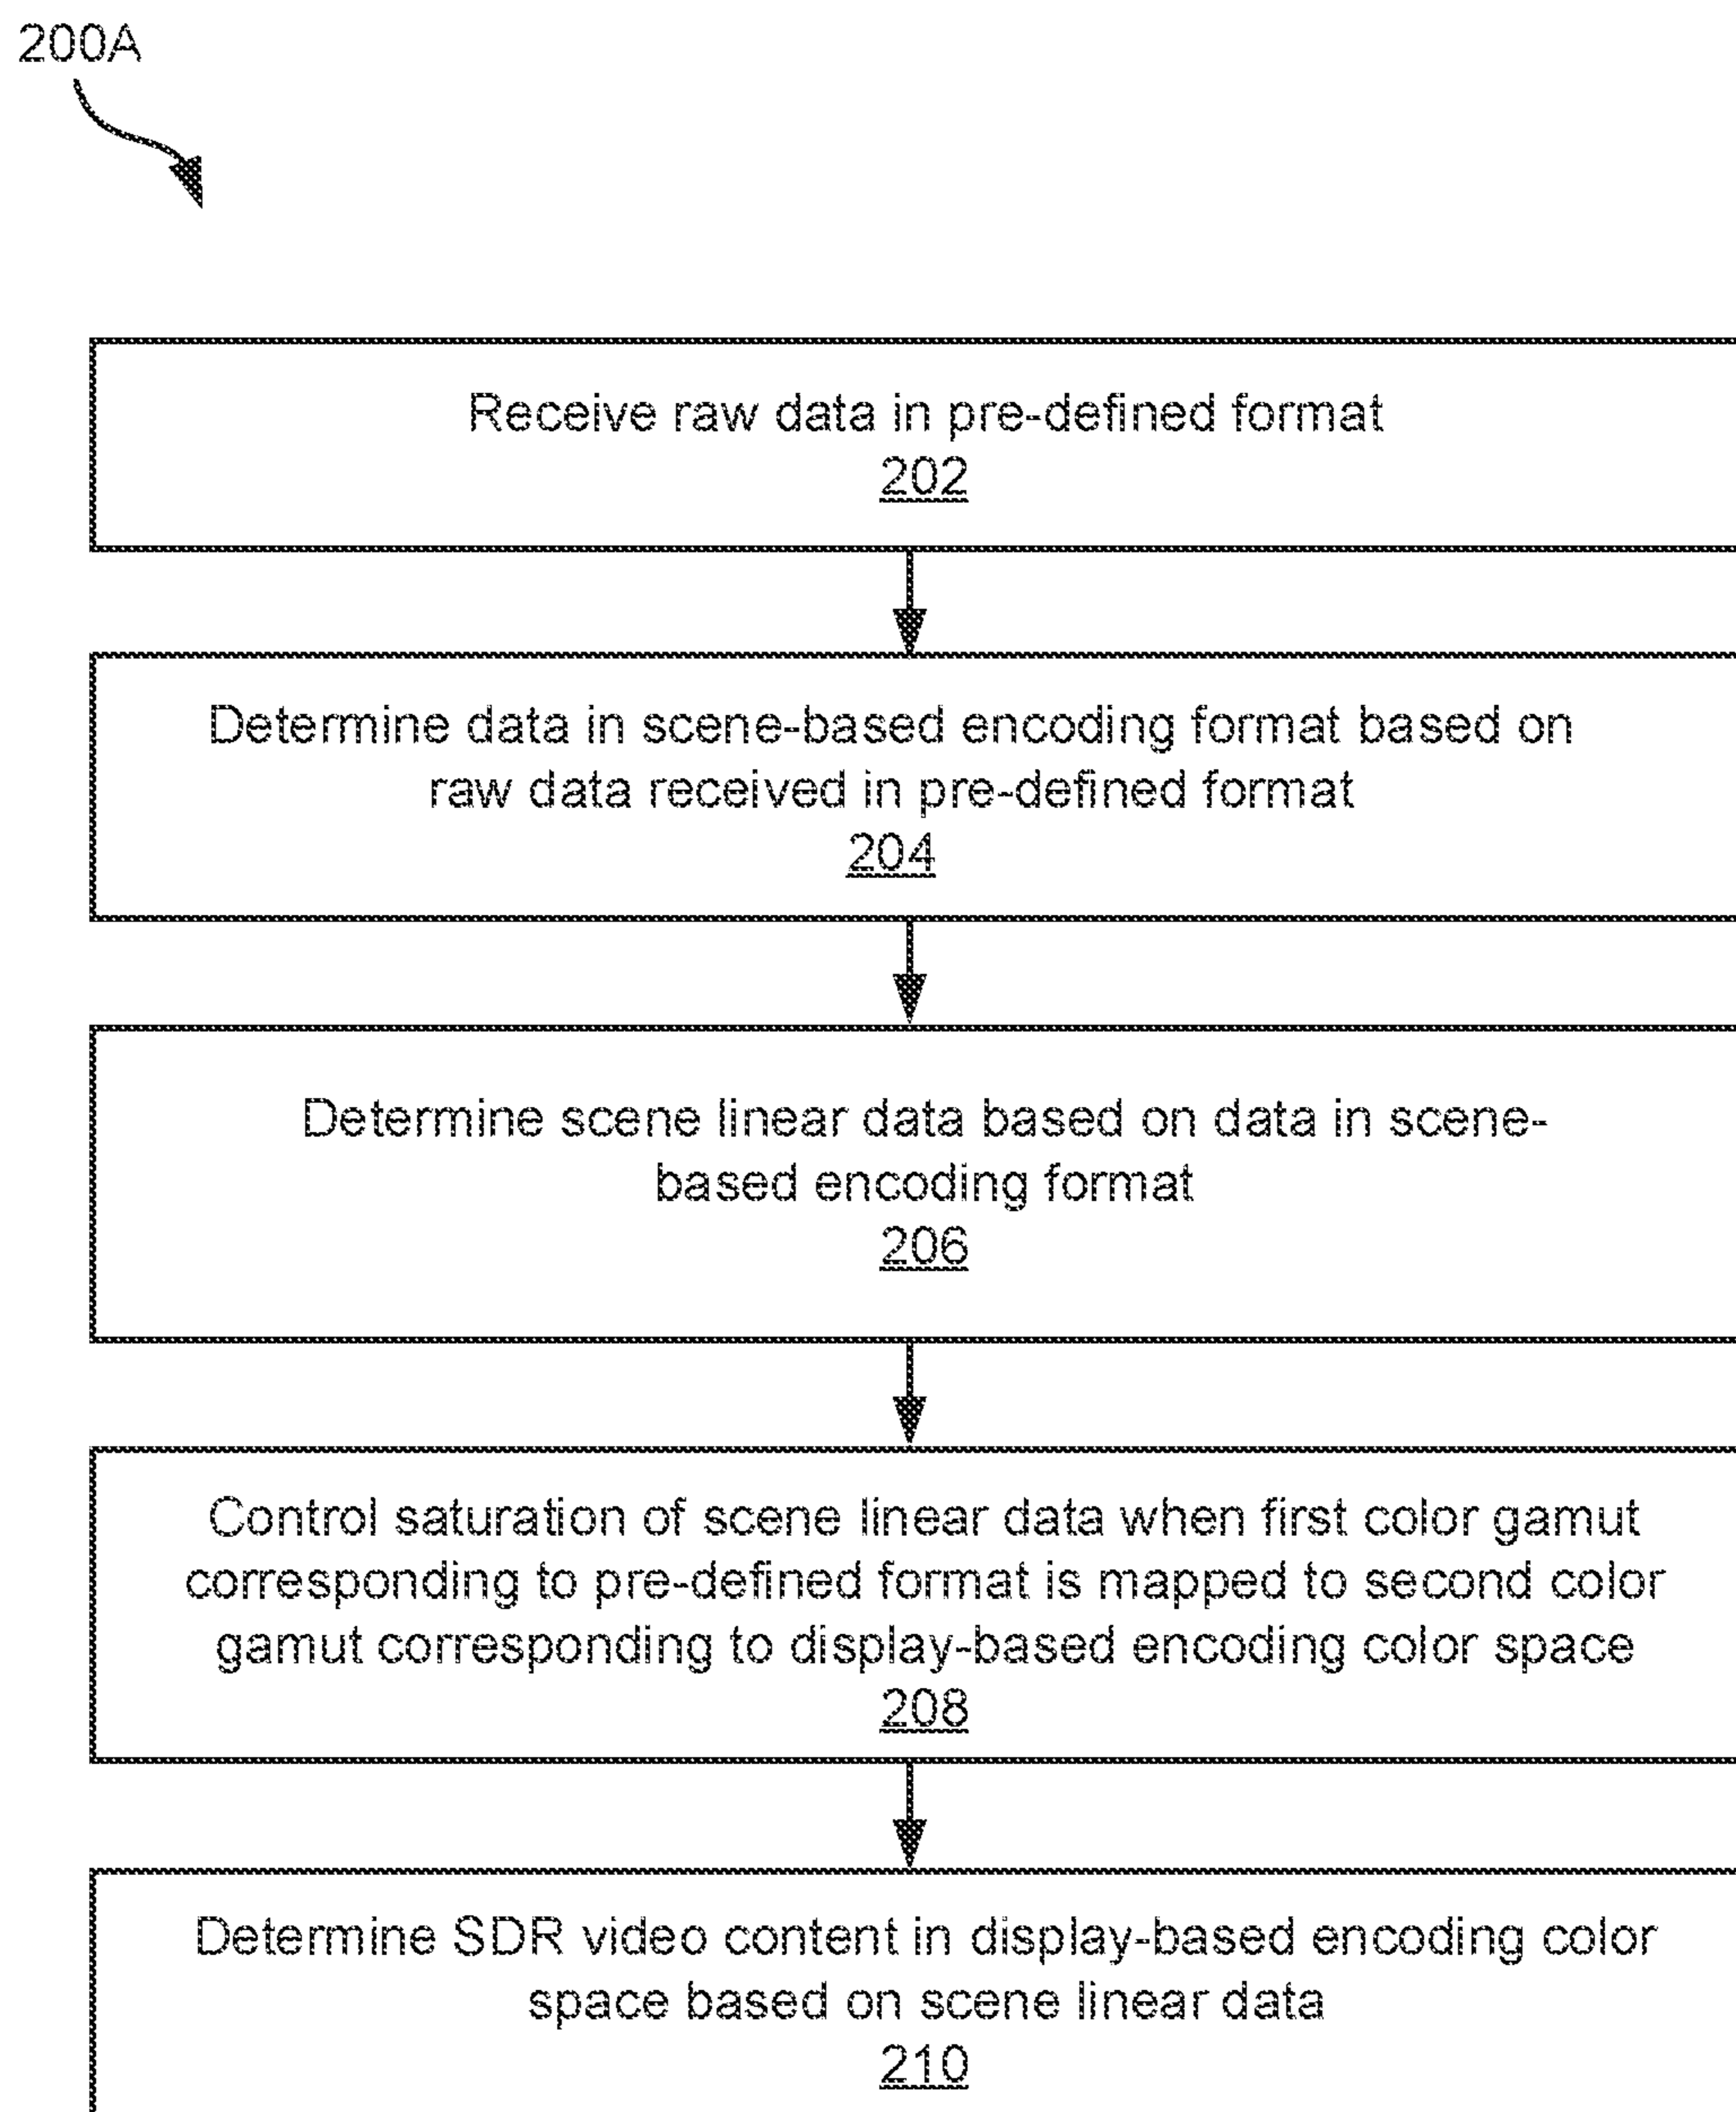 200A
Receive raw data in pre-defined format
202
Determine data in scene-based encoding format based on
raw data received in pre-defined format
204
Determine scene linear data based on data in scene-
based encoding format
206
Control saturation of scene linear data when first color gamut
corresponding to pre-defined format is mapped to second color
gamut corresponding to display-based encoding color space
208
Determine SDR video content in display-based encoding color
space based on scene linear data
210